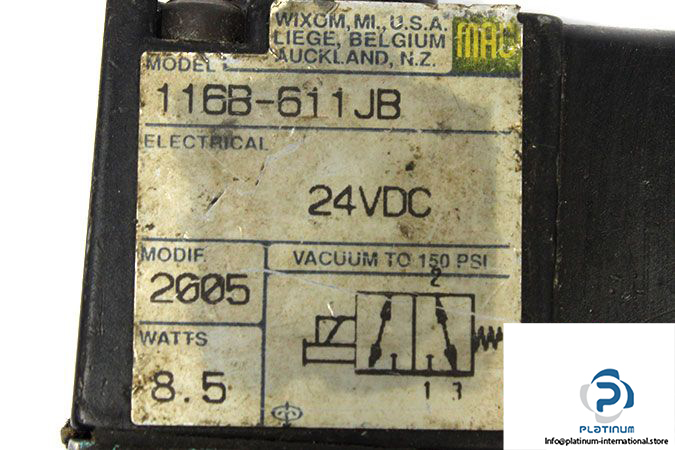 WIXOM, MI., U.S.A.
LIEGE, BELGIUM
AUCKLAND, N.Z.
MAC
MODEL
116B-611JB
ELECTRICAL
24VDC
MODIF.
2605
VACUUM TO 150 PSI
2
WATTS
8.5
1 3
PLATINUM
Info@platinum-international.store